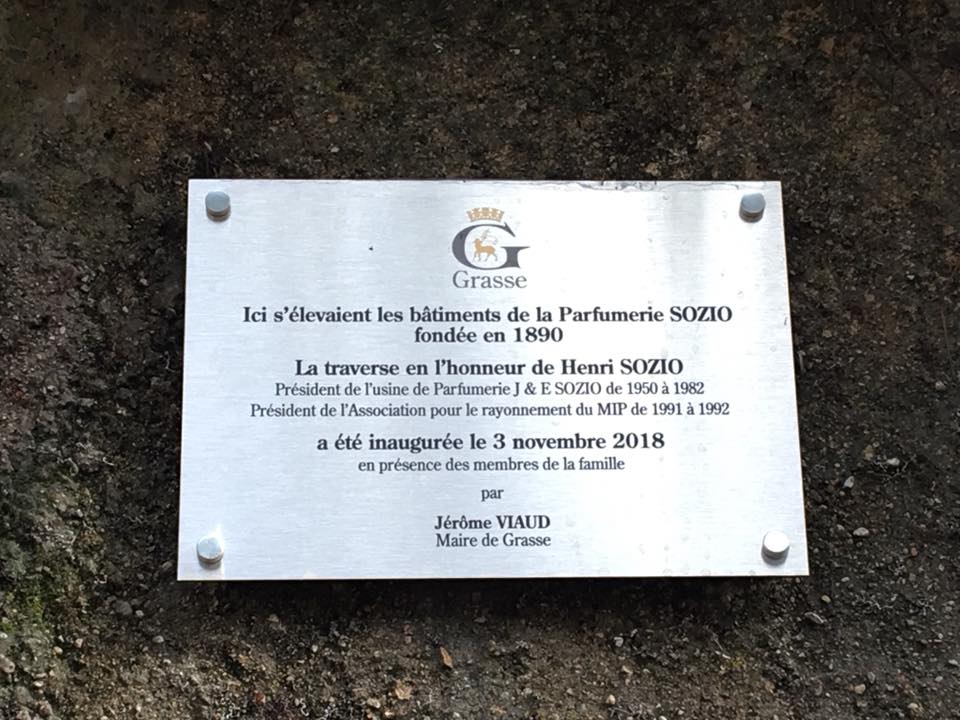 G
Grasse
Ici s'élevaient les bâtiments de la Parfumerie SOZIO
fondée en 1890
La traverse en l'honneur de Henri SOZIO
Président de l'usine de Parfumerie J & E SOZIO de 1950 à 1982
Président de l'Association pour le rayonnement du MIP de 1991 à 1992
a été inaugurée le 3 novembre 2018
en présence des membres de la famille
par
Jérôme VIAUD
Maire de Grasse